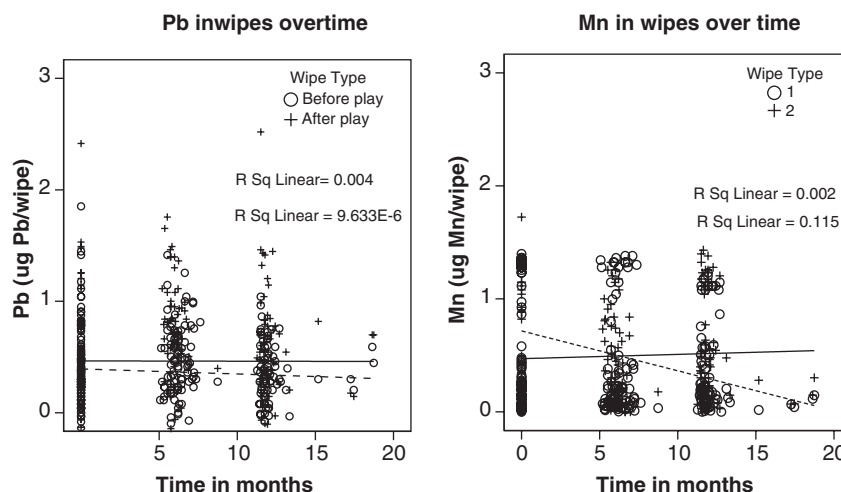 Pb inwipes overtime
Pb (ug Pb/wipe)
3
2
1
0
Wipe Type
Before play
After play
R Sq Linear= 0.004
R Sq Linear = 9.633E-6
0 5 10 15 20
Time in months
Mn in wipes over time
Mn (ug Mn/wipe)
3
2
1
0
Wipe Type
1
2
R Sq Linear = 0.002
R Sq Linear = 0.115
0 5 10 15 20
Time in months